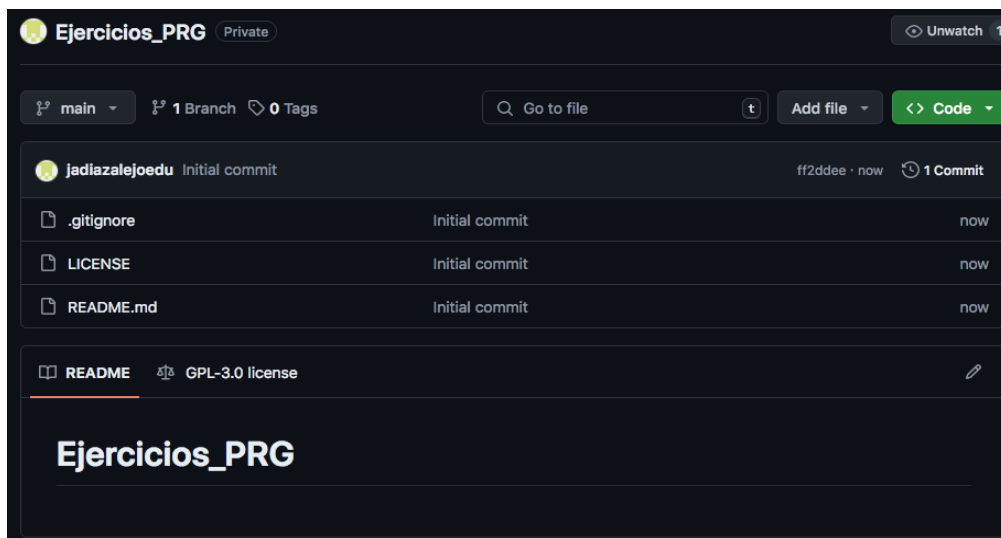 Ejercicios_PRG Private Unwatch 1
main 1 Branch 0 Tags Go to file t Add file <> Code
jadiazalejoedu Initial commit ff2ddee · now 1 Commit
.gitignore Initial commit now
LICENSE Initial commit now
README.md Initial commit now
README GPL-3.0 license
Ejercicios_PRG